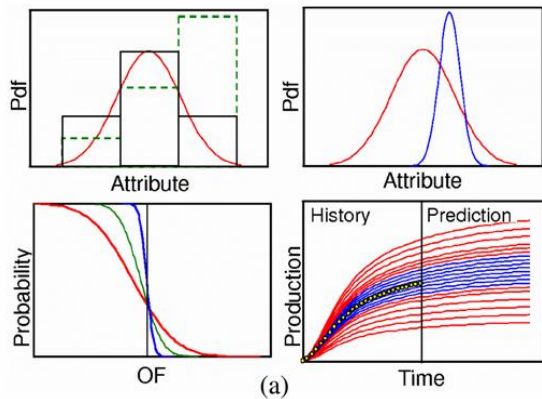 Pdf
Attribute
Pdf
Attribute
Probability
OF
History
Prediction
Production
Time
(a)